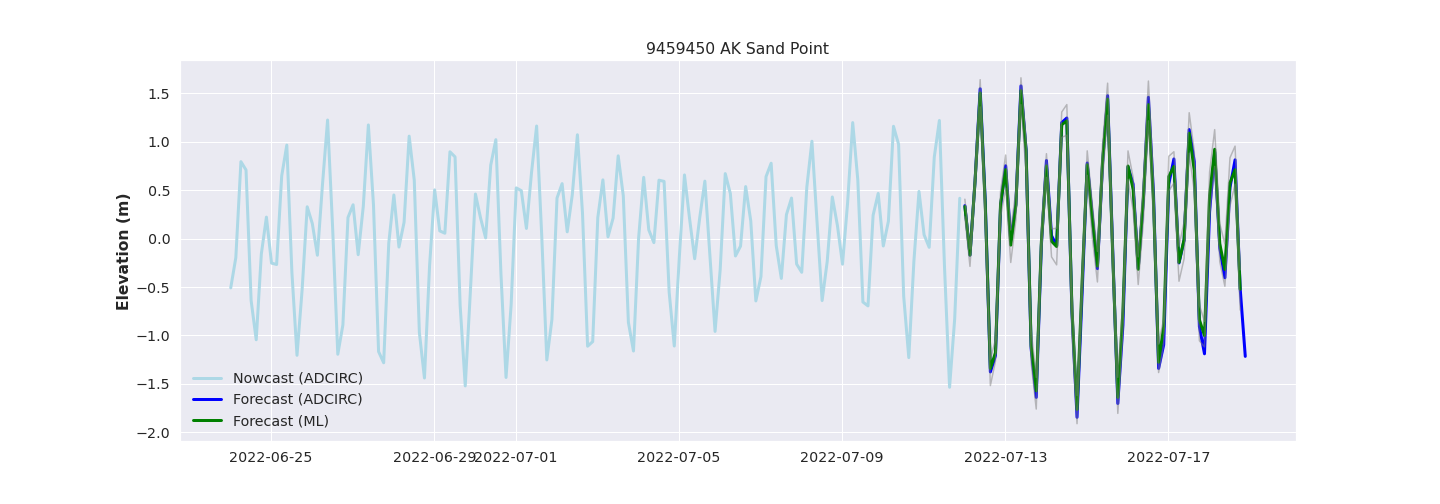 9459450 AK Sand Point
Elevation (m)
1.5
1.0
0.5
0.0
−0.5
−1.0
−1.5
−2.0
Nowcast (ADCIRC)
Forecast (ADCIRC)
Forecast (ML)
2022-06-25 2022-06-29 2022-07-01 2022-07-05 2022-07-09 2022-07-13 2022-07-17